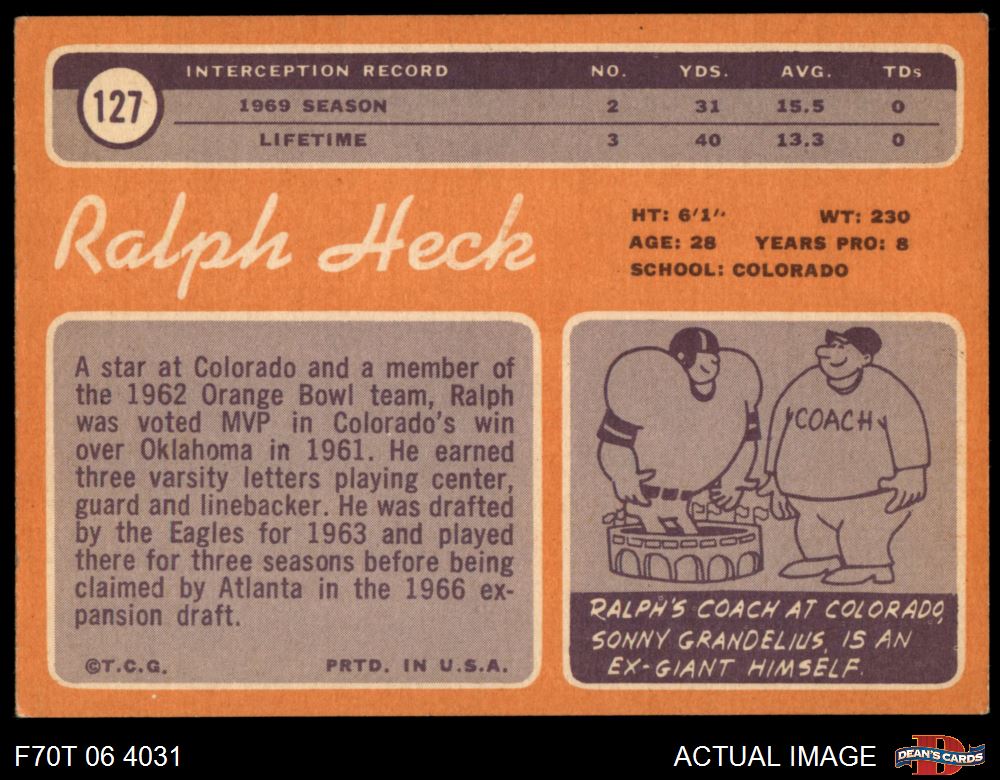 127
INTERCEPTION RECORD NO. YDS. AVG. TDs
1969 SEASON 2 31 15.5 0
LIFETIME 3 40 13.3 0
Ralph Heck
HT: 6'1" WT: 230
AGE: 28 YEARS PRO: 8
SCHOOL: COLORADO
A star at Colorado and a member of
the 1962 Orange Bowl team, Ralph
was voted MVP in Colorado's win
over Oklahoma in 1961. He earned
three varsity letters playing center,
guard and linebacker. He was drafted
by the Eagles for 1963 and played
there for three seasons before being
claimed by Atlanta in the 1966 ex-
pansion draft.
©T.C.G. PRTD. IN U.S.A.
COACH
RALPH'S COACH AT COLORADO,
SONNY GRANDELIUS, IS AN
EX-GIANT HIMSELF.
F70T 06 4031
ACTUAL IMAGE
D
DEAN'S CARDS